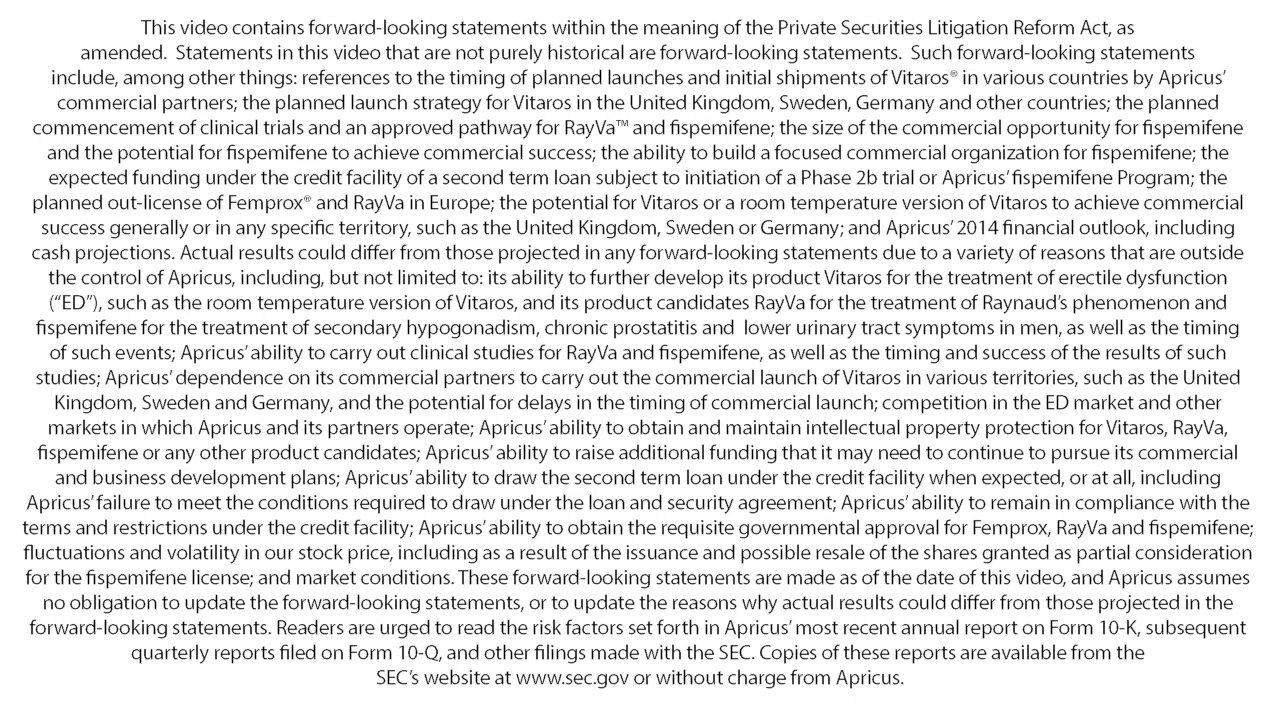 This video contains forward-looking statements within the meaning of the Private Securities Litigation Reform Act, as
amended.  Statements in this video that are not purely historical are forward-looking statements.  Such forward-looking statements
include, among other things: references to the timing of planned launches and initial shipments of Vitaros® in various countries by Apricus’
commercial partners; the planned launch strategy for Vitaros in the United Kingdom, Sweden, Germany and other countries; the planned
commencement of clinical trials and an approved pathway for RayVa™ and fispemifene; the size of the commercial opportunity for fispemifene
and the potential for fispemifene to achieve commercial success; the ability to build a focused commercial organization for fispemifene; the
expected funding under the credit facility of a second term loan subject to initiation of a Phase 2b trial or Apricus’ fispemifene Program; the
planned out-license of Femprox® and RayVa in Europe; the potential for Vitaros or a room temperature version of Vitaros to achieve commercial
success generally or in any specific territory, such as the United Kingdom, Sweden or Germany; and Apricus’ 2014 financial outlook, including
cash projections. Actual results could differ from those projected in any forward-looking statements due to a variety of reasons that are outside
the control of Apricus, including, but not limited to: its ability to further develop its product Vitaros for the treatment of erectile dysfunction
(“ED”), such as the room temperature version of Vitaros, and its product candidates RayVa for the treatment of Raynaud’s phenomenon and
fispemifene for the treatment of secondary hypogonadism, chronic prostatitis and  lower urinary tract symptoms in men, as well as the timing
of such events; Apricus’ ability to carry out clinical studies for RayVa and fispemifene, as well as the timing and success of the results of such
studies; Apricus’ dependence on its commercial partners to carry out the commercial launch of Vitaros in various territories, such as the United
Kingdom, Sweden and Germany, and the potential for delays in the timing of commercial launch; competition in the ED market and other
markets in which Apricus and its partners operate; Apricus’ ability to obtain and maintain intellectual property protection for Vitaros, RayVa,
fispemifene or any other product candidates; Apricus’ ability to raise additional funding that it may need to continue to pursue its commercial
and business development plans; Apricus’ ability to draw the second term loan under the credit facility when expected, or at all, including
Apricus’ failure to meet the conditions required to draw under the loan and security agreement; Apricus’ ability to remain in compliance with the
terms and restrictions under the credit facility; Apricus’ ability to obtain the requisite governmental approval for Femprox, RayVa and fispemifene;
fluctuations and volatility in our stock price, including as a result of the issuance and possible resale of the shares granted as partial consideration
for the fispemifene license; and market conditions. These forward-looking statements are made as of the date of this video, and Apricus assumes
no obligation to update the forward-looking statements, or to update the reasons why actual results could differ from those projected in the
forward-looking statements. Readers are urged to read the risk factors set forth in Apricus’ most recent annual report on Form 10-K, subsequent
quarterly reports filed on Form 10-Q, and other filings made with the SEC. Copies of these reports are available from the
SEC’s website at www.sec.gov or without charge from Apricus.